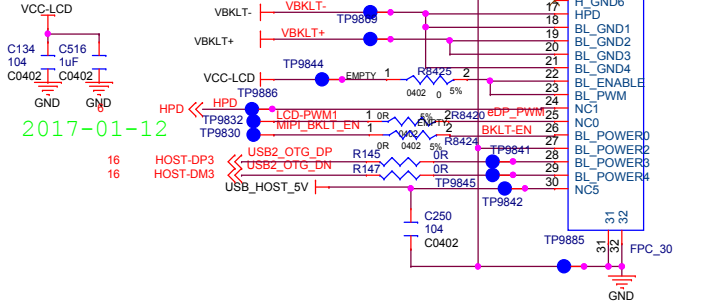 VCC-LCD
C134
104
C0402
C516
1uF
C0402
GND
GND
2017-01-12
VBKLT-
VBKLT-
TP9869
VBKLT+
VBKLT+
VCC-LCD
TP9844
EMPTY
1
R8425
2
0402
0
5%
TP9886
6
HPD
HPD
TP9832
LCD-PWM1
1
0R
5%
2
R8420
eDP_PWM
TP9830
MIPI_BKLT_EN
1
0402
EMPTY
2
R8424
BKLT-EN
0R
0402
5%
16
HOST-DP3
USB2_OTG_DP
R145
0R
TP9841
16
HOST-DM3
USB2_OTG_DN
R147
0R
USB_HOST_5V
TP9845
TP9842
C250
104
C0402
TP9885
H_GND6
17
HPD
18
BL_GND1
19
BL_GND2
20
BL_GND3
21
BL_GND4
22
BL_ENABLE
23
BL_PWM
24
NC1
25
NC0
26
BL_POWER0
27
BL_POWER2
28
BL_POWER3
29
BL_POWER4
30
NC5
31
32
31
32
FPC_30
GND